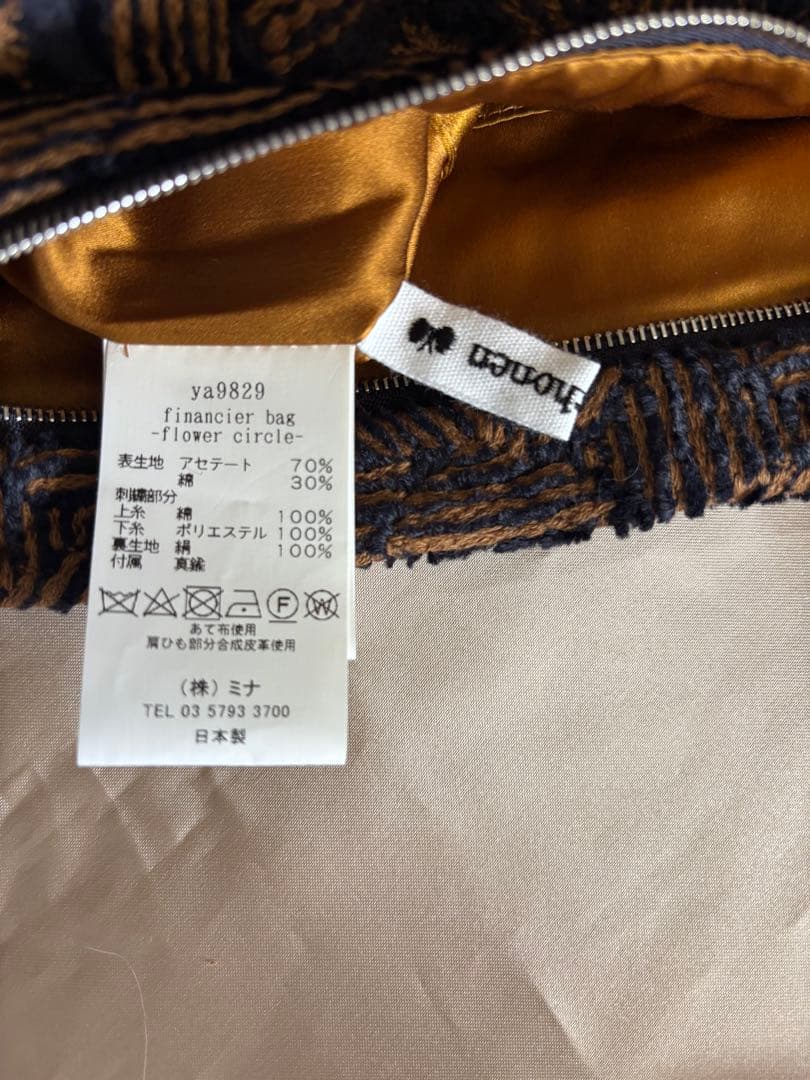 ya9829
financier bag
-flower circle-
表生地 アセテート 70%
綿 30%
刺繍部分
上糸 綿 100%
下糸 ポリエステル 100%
裏生地 絹 100%
付属 真鍮
F
W
あて布使用
肩ひも部分合成皮革使用
(株)ミナ
TEL 03 5793 3700
日本製